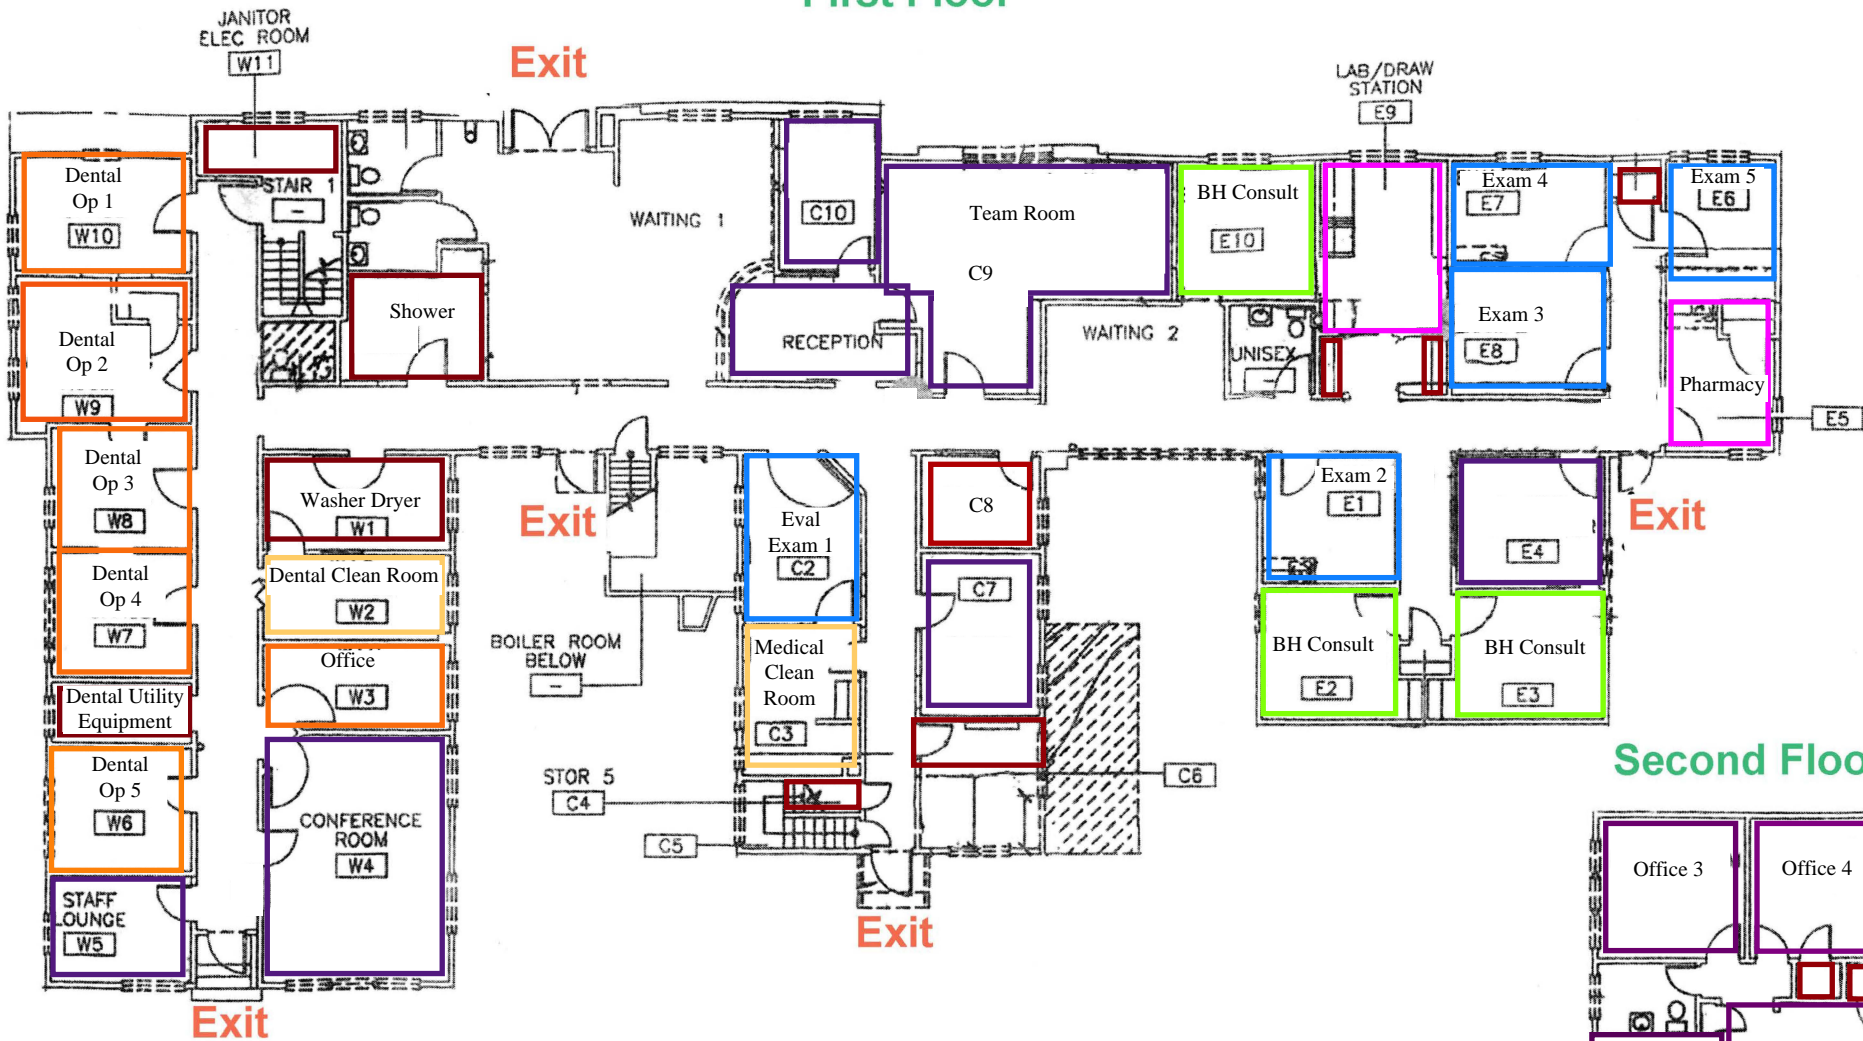 First Floor
JANITOR
ELEC ROOM
W11
Exit
LAB/DRAW
STATION
E9
Dental
Op 1
W10
STAIR 1
WAITING 1
C10
Team Room
C9
BH Consult
E10
Exam 4
E7
Exam 5
E6
Dental
Op 2
W9
Shower
RECEPTION
WAITING 2
UNISEX
Exam 3
E8
Pharmacy
E5
Dental
Op 3
W8
Washer Dryer
W1
Exit
Eval
Exam 1
C2
C8
Exam 2
E1
E4
Exit
Dental
Op 4
W7
Dental Clean Room
W2
C7
BOILER ROOM
BELOW
Office
W3
Medical
Clean
Room
C3
BH Consult
E2
BH Consult
E3
Dental Utility
Equipment
Dental
Op 5
W6
CONFERENCE
ROOM
W4
STOR 5
C4
C5
C6
Second Floo
STAFF
LOUNGE
W5
Exit
Exit
Office 3
Office 4